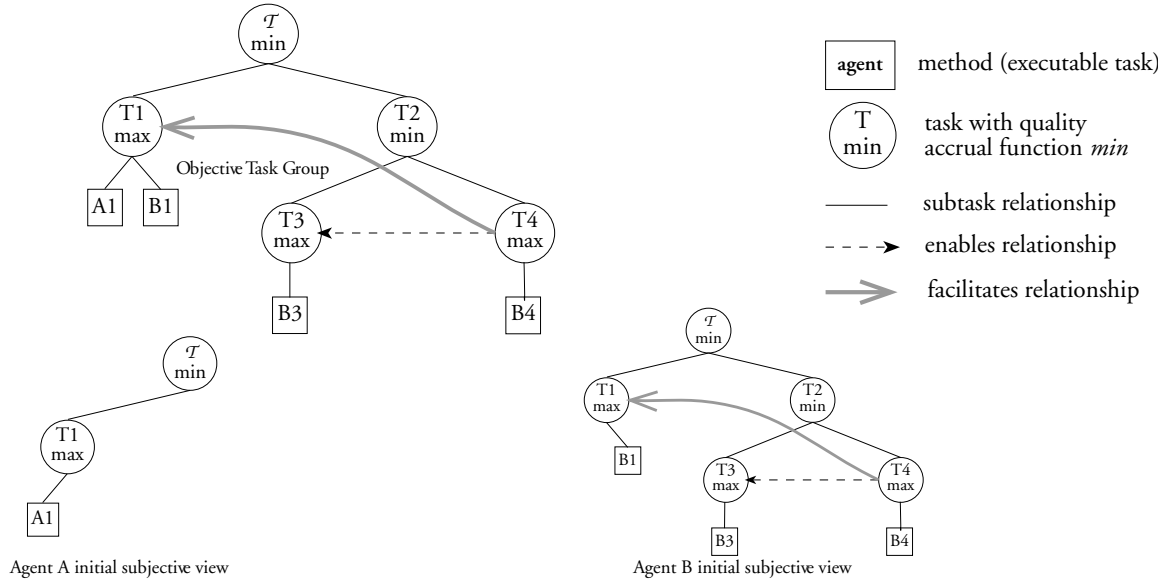 𝒯
min
T1
max
T2
min
Objective Task Group
A1
B1
T3
max
T4
max
B3
B4
agent
method (executable task)
T
min
task with quality
accrual function min
subtask relationship
enables relationship
facilitates relationship
𝒯
min
T1
max
A1
Agent A initial subjective view
𝒯
min
T1
max
T2
min
B1
T3
max
T4
max
B3
B4
Agent B initial subjective view